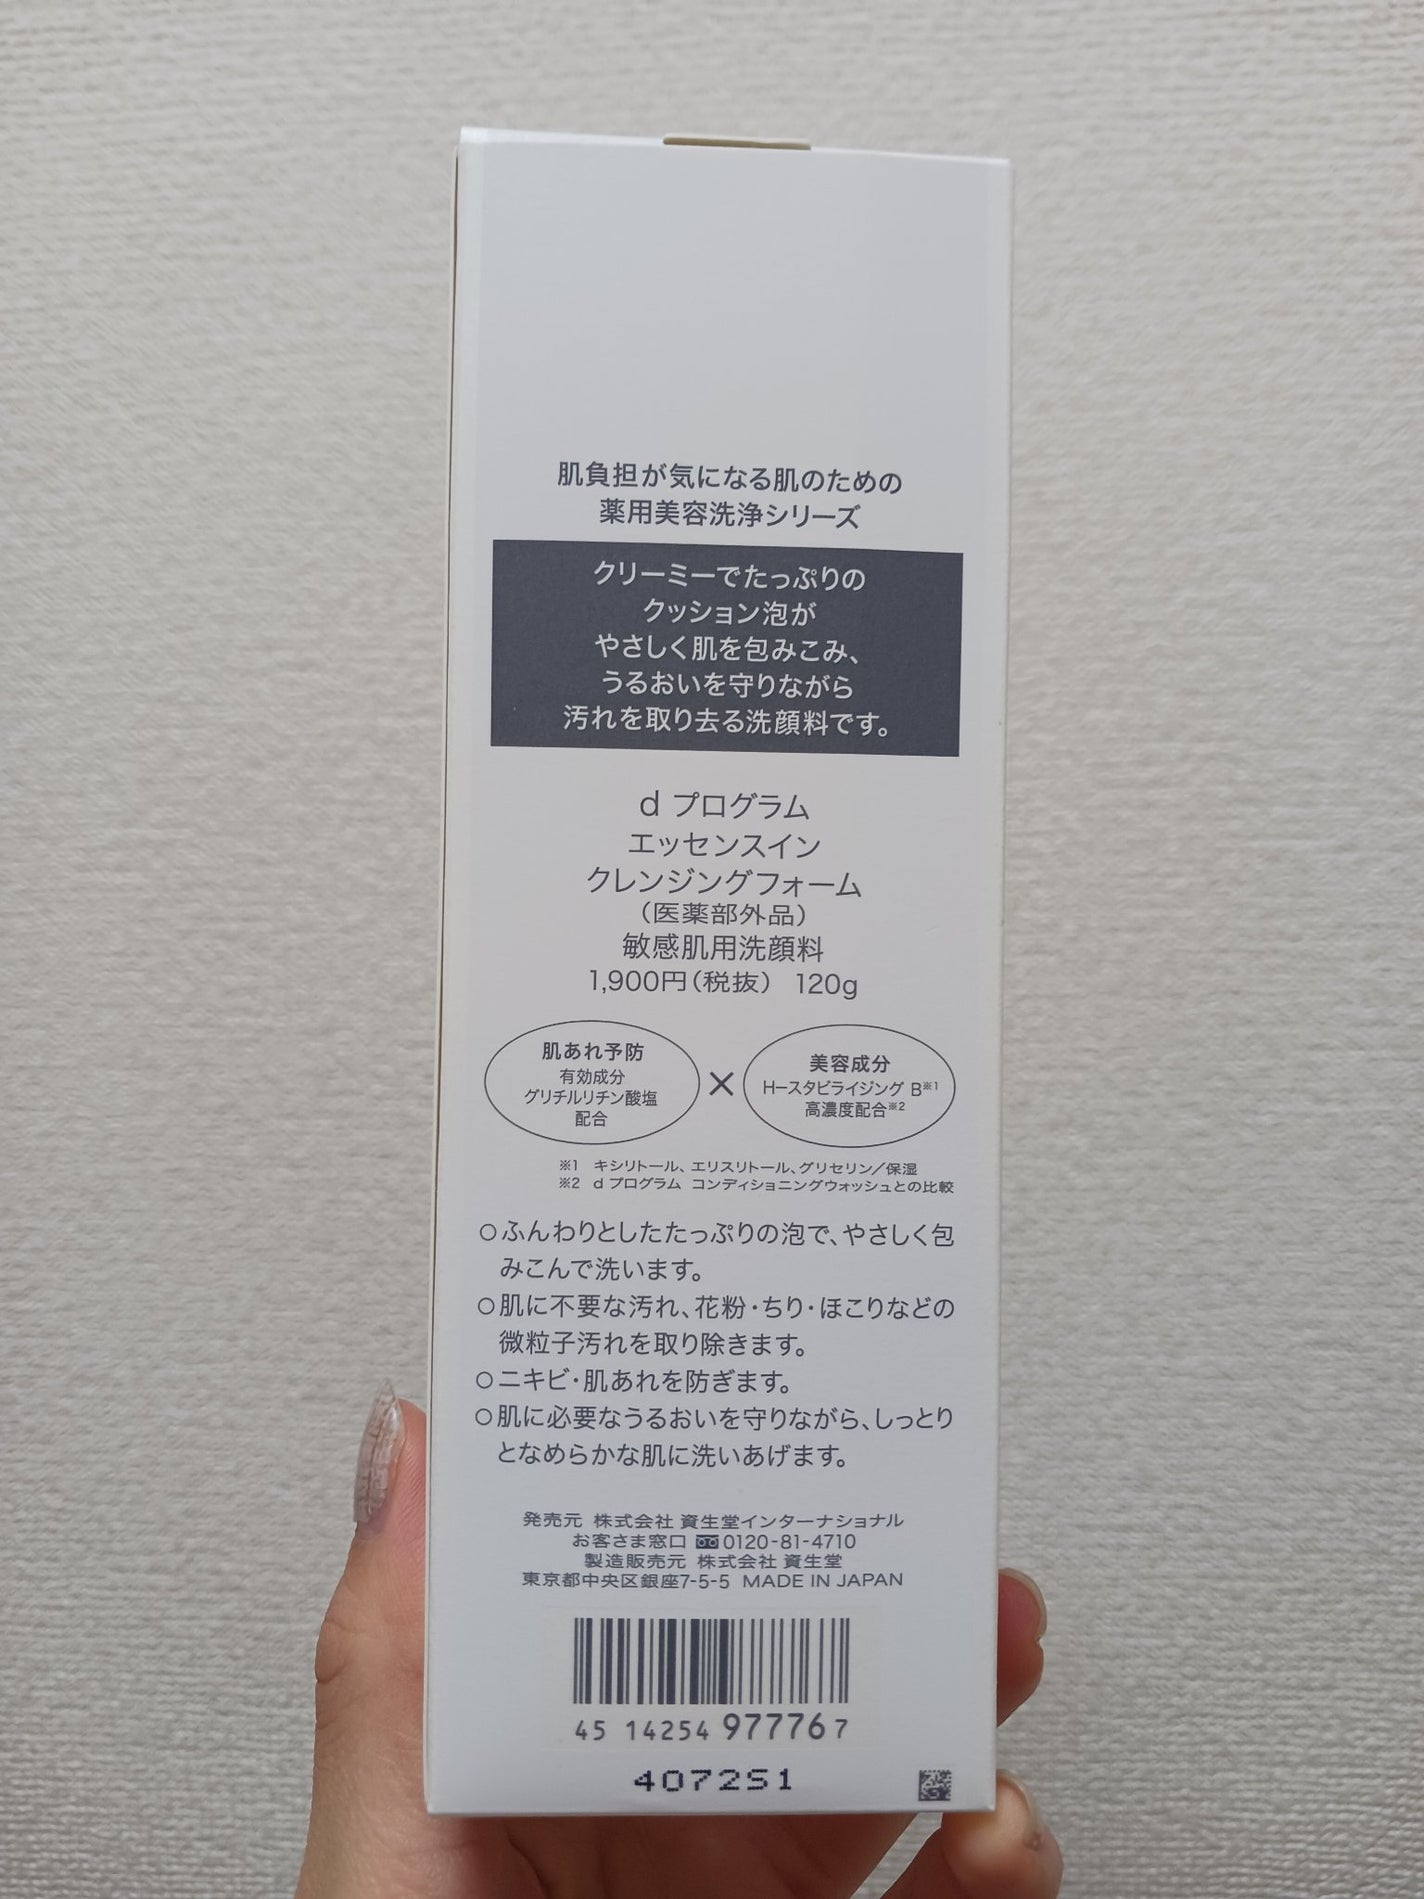 肌負担が気になる肌のための
薬用美容洗浄シリーズ
クリーミーでたっぷりの
クッション泡が
やさしく肌を包みこみ、
うるおいを守りながら
汚れを取り去る洗顔料です。
d プログラム
エッセンスイン
クレンジングフォーム
（医薬部外品）
敏感肌用洗顔料
1,900円（税抜） 120g
肌あれ予防
有効成分
グリチルリチン酸塩
配合
×
美容成分
H－スタビライジング B※1
高濃度配合※2
※1 キシリトール、エリスリトール、グリセリン／保湿
※2 d プログラム コンディショニングウォッシュとの比較
○ふんわりとしたたっぷりの泡で、やさしく包
みこんで洗います。
○肌に不要な汚れ、花粉・ちり・ほこりなどの
微粒子汚れを取り除きます。
○ニキビ・肌あれを防ぎます。
○肌に必要なうるおいを守りながら、しっとり
となめらかな肌に洗いあげます。
発売元 株式会社 資生堂インターナショナル
お客さま窓口 0120-81-4710
製造販売元 株式会社 資生堂
東京都中央区銀座7-5-5 MADE IN JAPAN
45 14254 97776 7
4072S1